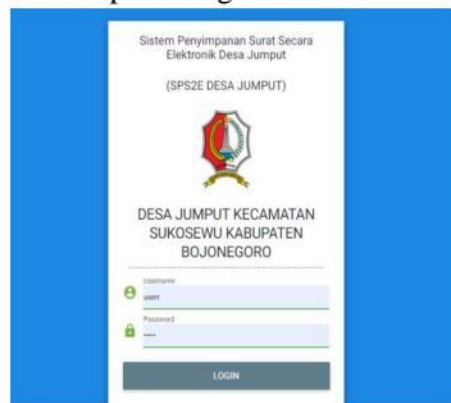 Sistem Penyimpanan Surat Secara
Elektronik Desa Jumput
(SPS2E DESA JUMPUT)
DESA JUMPUT KECAMATAN
SUKOSEWU KABUPATEN
BOJONEGORO
Username
userr
Password
.....
LOGIN